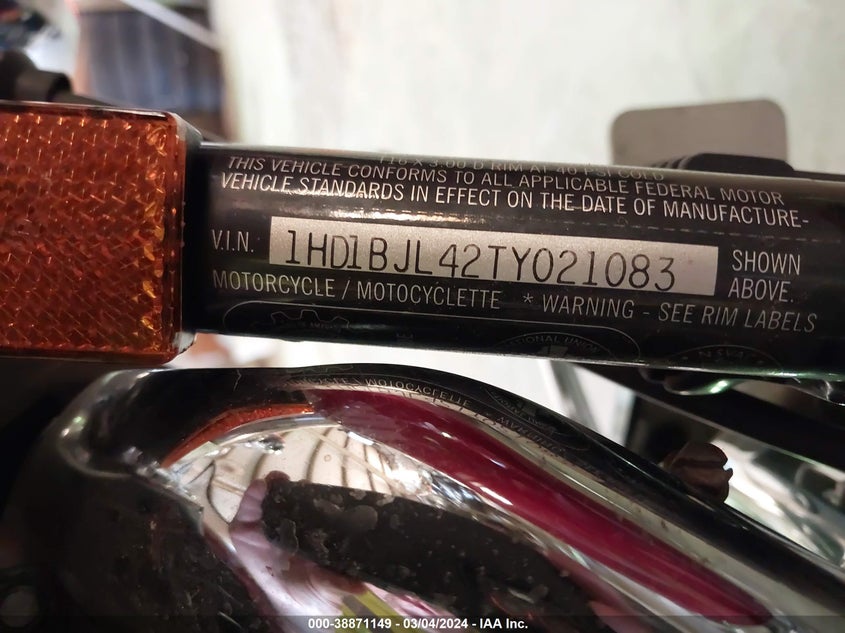 THIS VEHICLE CONFORMS TO ALL APPLICABLE FEDERAL MOTOR
VEHICLE STANDARDS IN EFFECT ON THE DATE OF MANUFACTURE-
V.I.N. 1HD1BJL42TY021083 SHOWN
ABOVE.
MOTORCYCLE / MOTOCYCLETTE * WARNING - SEE RIM LABELS
MOTOCYCLETTE
000-38871149 - 03/04/2024 - IAA Inc.